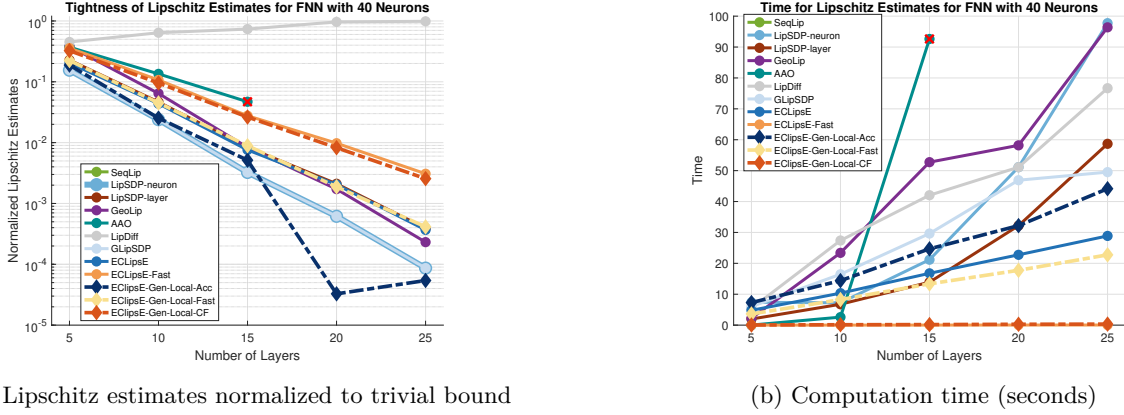 Tightness of Lipschitz Estimates for FNN with 40 Neurons
10^0
10^-1
10^-2
10^-3
10^-4
10^-5
Normalized Lipschitz Estimates
SeqLip
LipSDP-neuron
LipSDP-layer
GeoLip
AAO
LipDiff
GLipSDP
ECLipsE
ECLipsE-Fast
EClipsE-Gen-Local-Acc
EClipsE-Gen-Local-Fast
EClipsE-Gen-Local-CF
5 10 15 20 25
Number of Layers
Lipschitz estimates normalized to trivial bound
Time for Lipschitz Estimates for FNN with 40 Neurons
100
90
80
70
60
50
40
30
20
10
0
Time
SeqLip
LipSDP-neuron
LipSDP-layer
GeoLip
AAO
LipDiff
GLipSDP
ECLipsE
ECLipsE-Fast
EClipsE-Gen-Local-Acc
EClipsE-Gen-Local-Fast
EClipsE-Gen-Local-CF
5 10 15 20 25
Number of Layers
(b) Computation time (seconds)